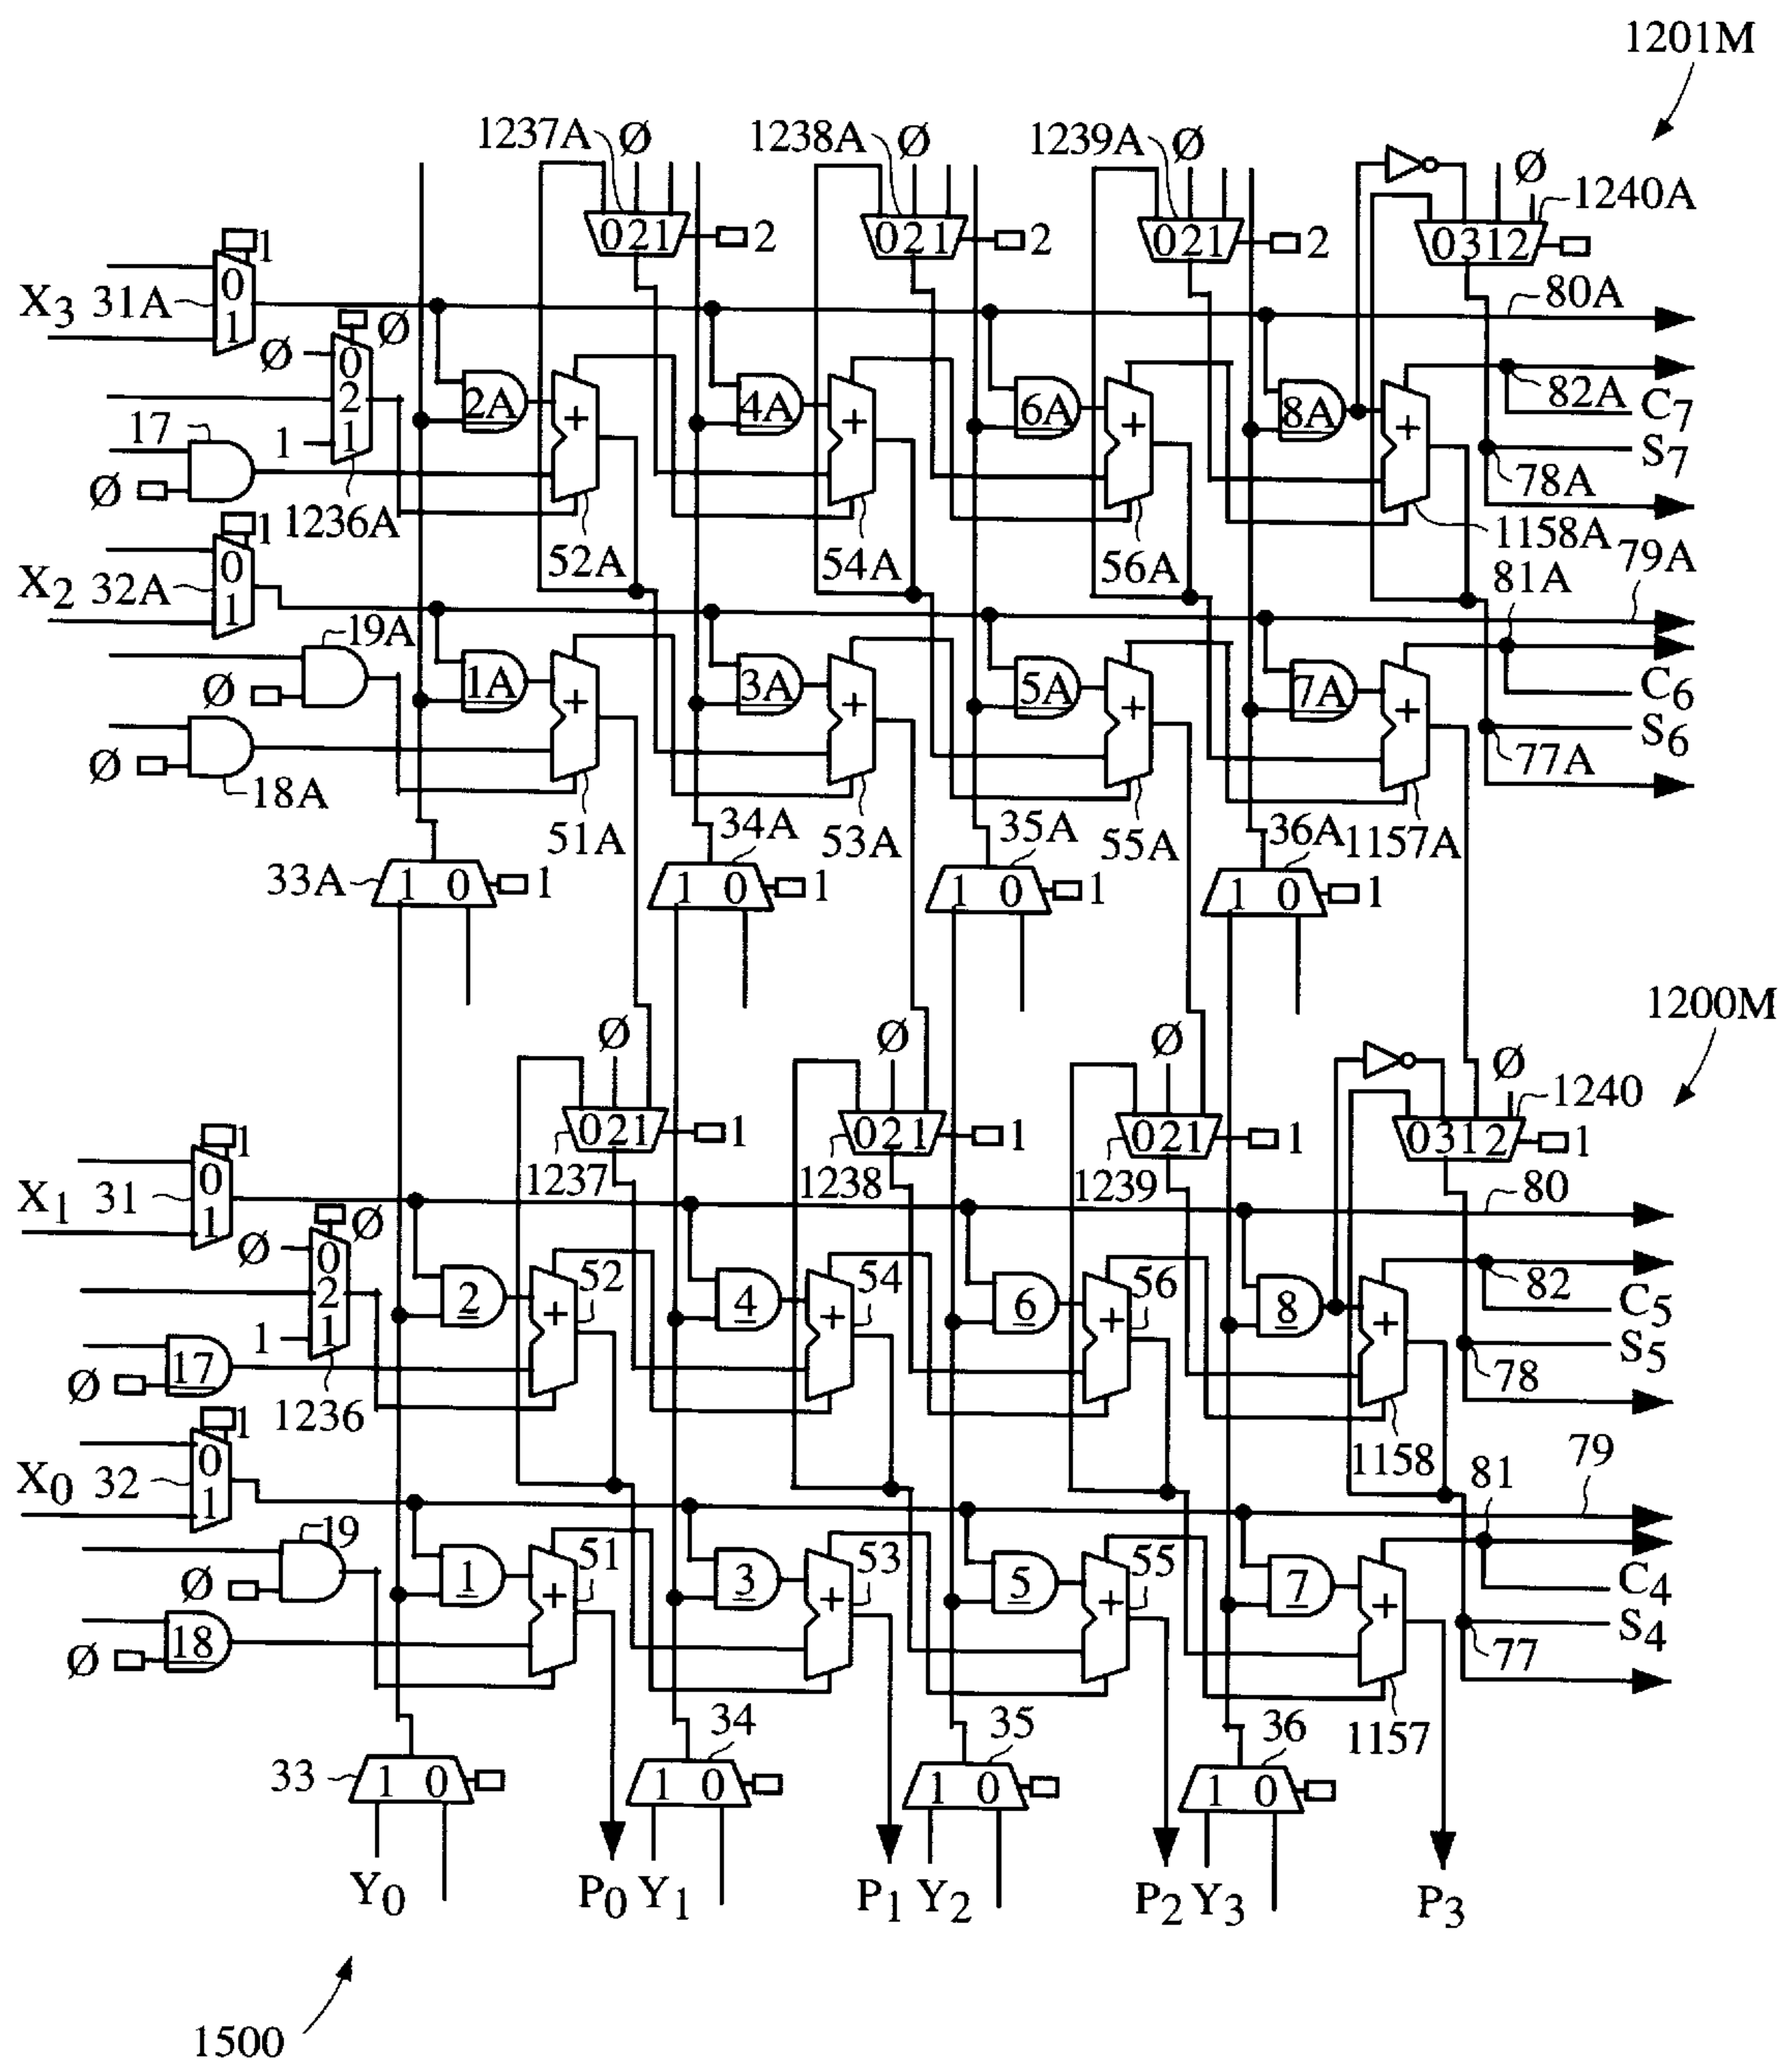 1201M
1237A Ø 1238A Ø 1239A Ø Ø 1240A
021 2 021 2 021 2 0312
X3 31A 0 1 1 80A
Ø 0 2 1 Ø 1
2A + 4A + 6A + 8A + 82A C7
17 Ø 1236A S7
78A
52A 54A 56A 1158A 79A
X2 32A 0 1 1 81A
19A Ø
1A + 3A + 5A + 7A + C6
Ø 18A S6
77A
51A 34A 53A 35A 55A 36A 1157A
33A 1 0 1 1 0 1 1 0 1 1 0 1
1200M
Ø Ø Ø Ø 1240
021 1 021 1 021 1 0312 1
1237 1238 1239
X1 31 0 1 1 80
Ø 0 2 1 Ø 1
2 + 52 4 + 54 6 + 56 8 + 82 C5
Ø 17 1236 S5
78
1158
X0 32 0 1 1 81 79
19 Ø
1 + 51 3 + 53 5 + 55 7 + C4
Ø 18 S4
77
34 35 36 1157
33 1 0 1 0 1 0 1 0
Y0 P0 Y1 P1 Y2 P2 Y3 P3
1500